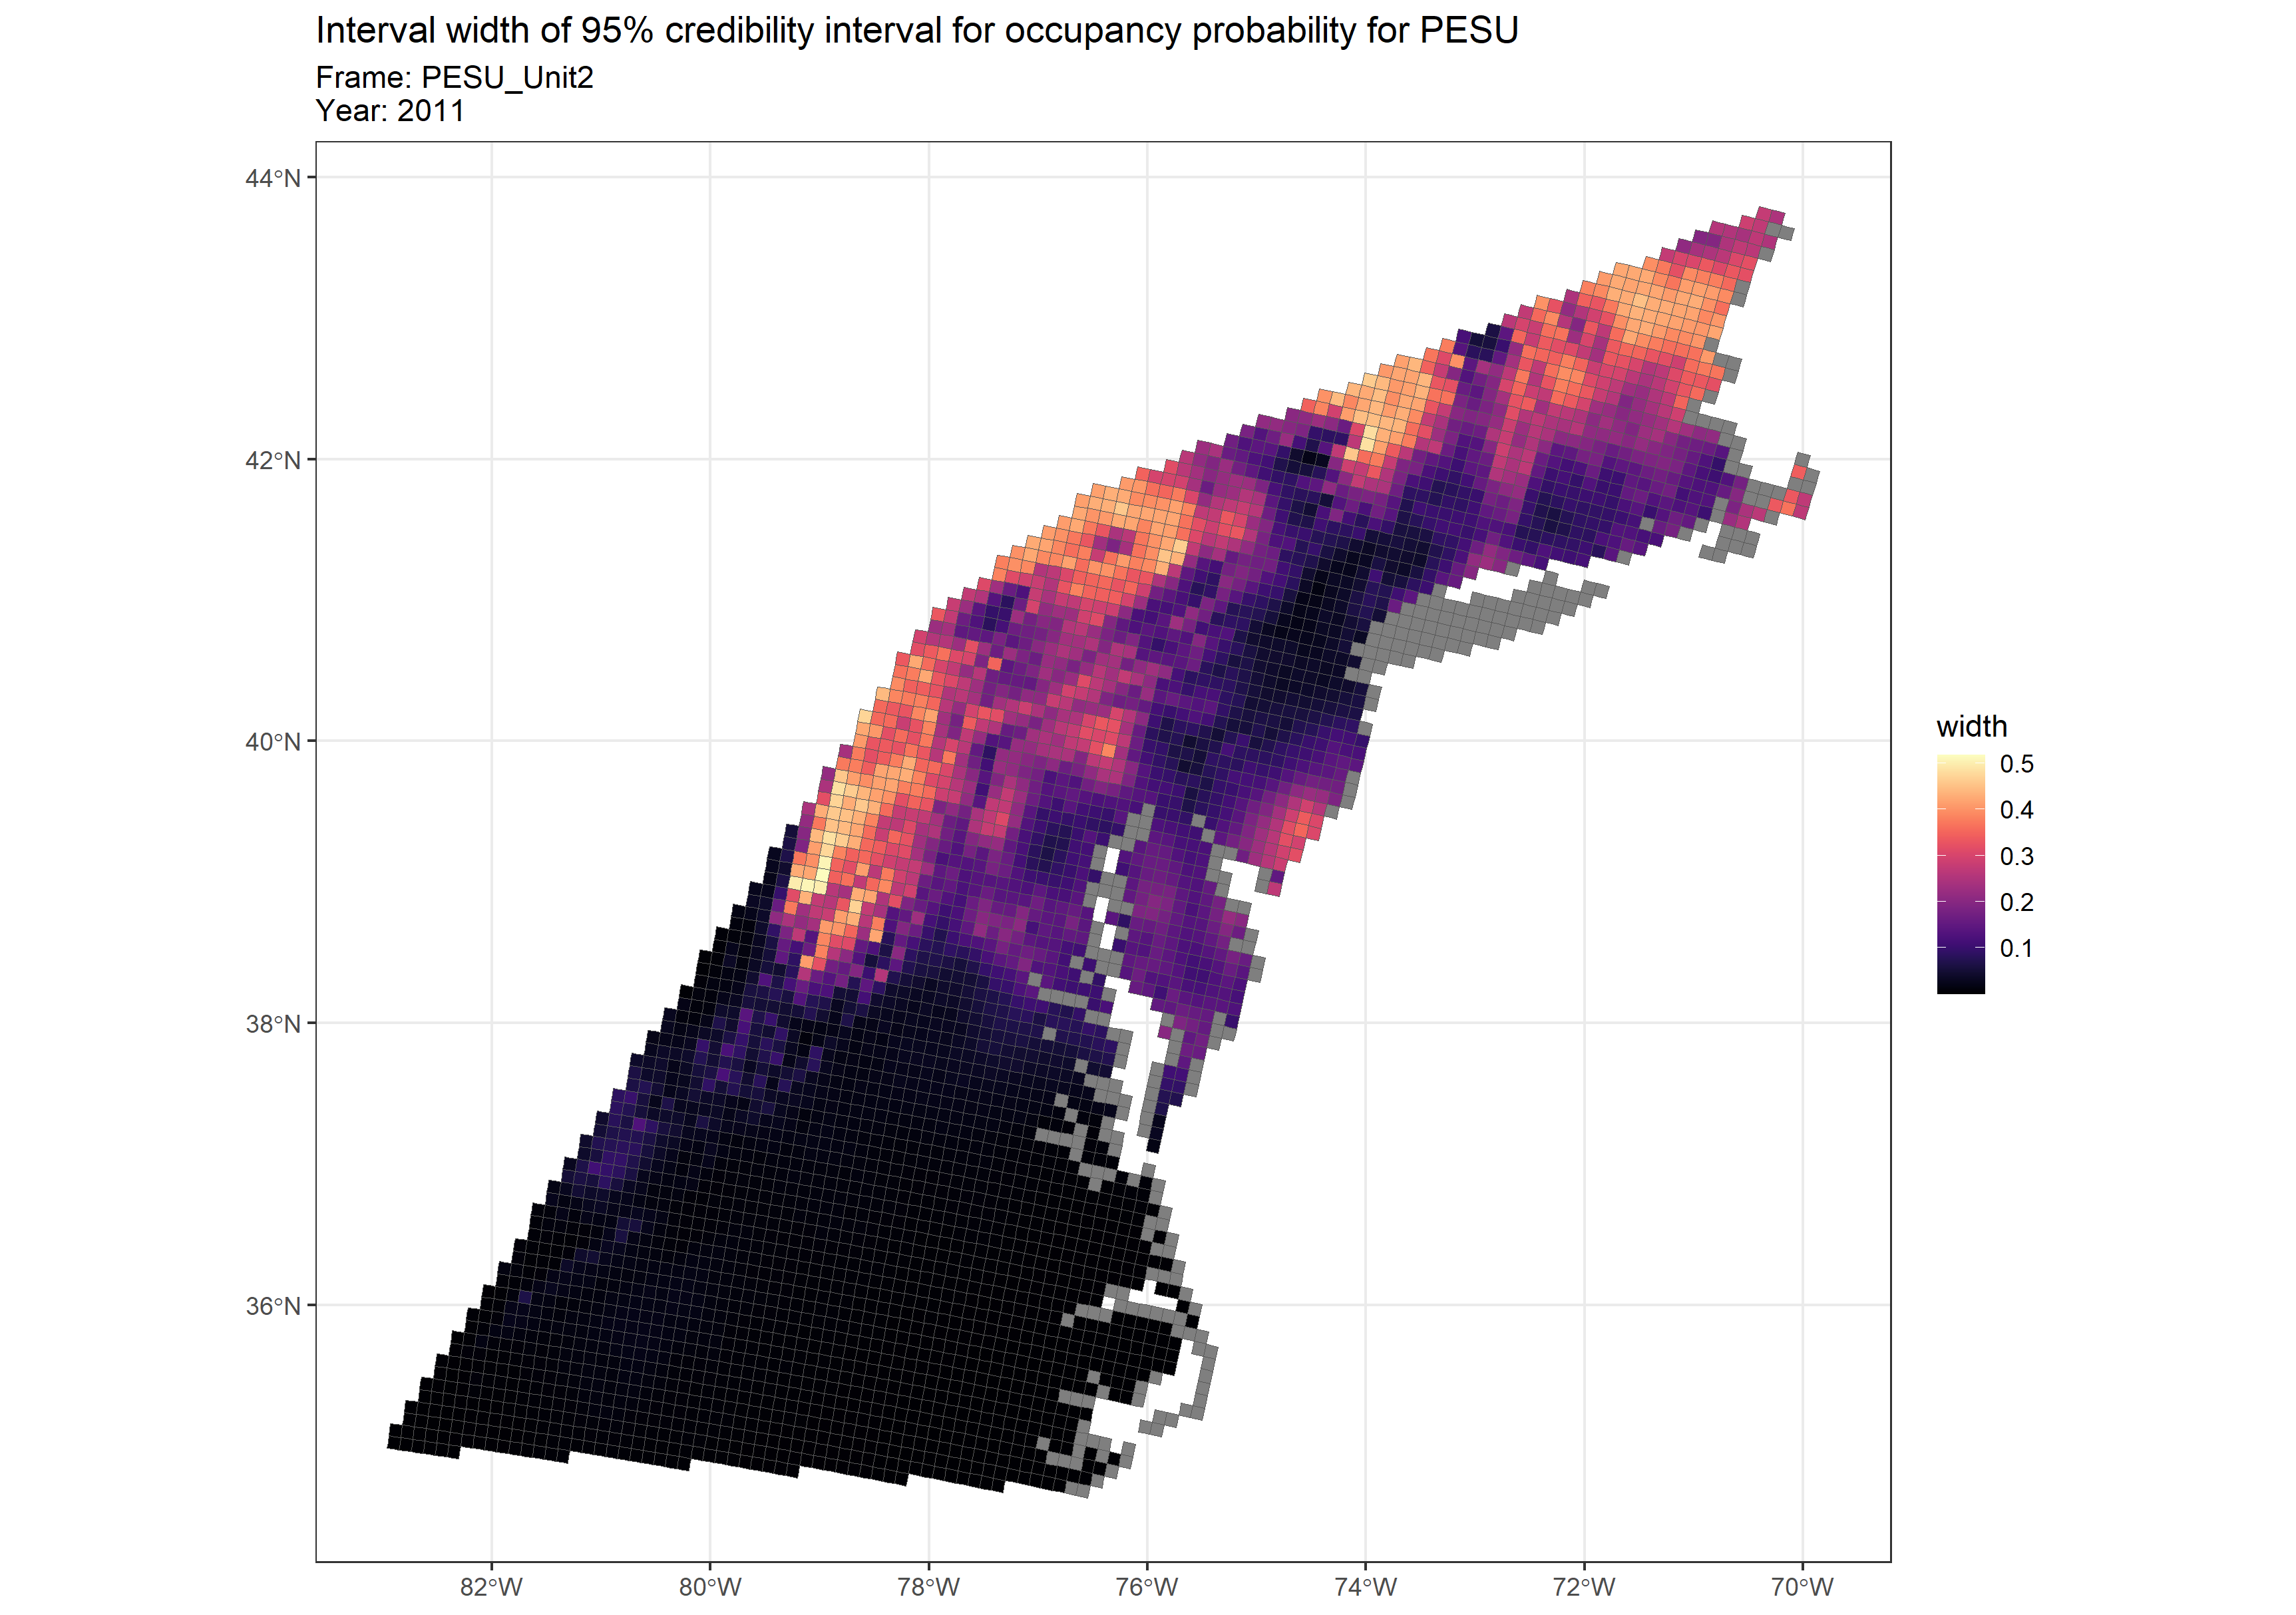 Interval width of 95% credibility interval for occupancy probability for PESU
Frame: PESU_Unit2
Year: 2011
44°N
42°N
40°N
38°N
36°N
82°W
80°W
78°W
76°W
74°W
72°W
70°W
width
0.5
0.4
0.3
0.2
0.1